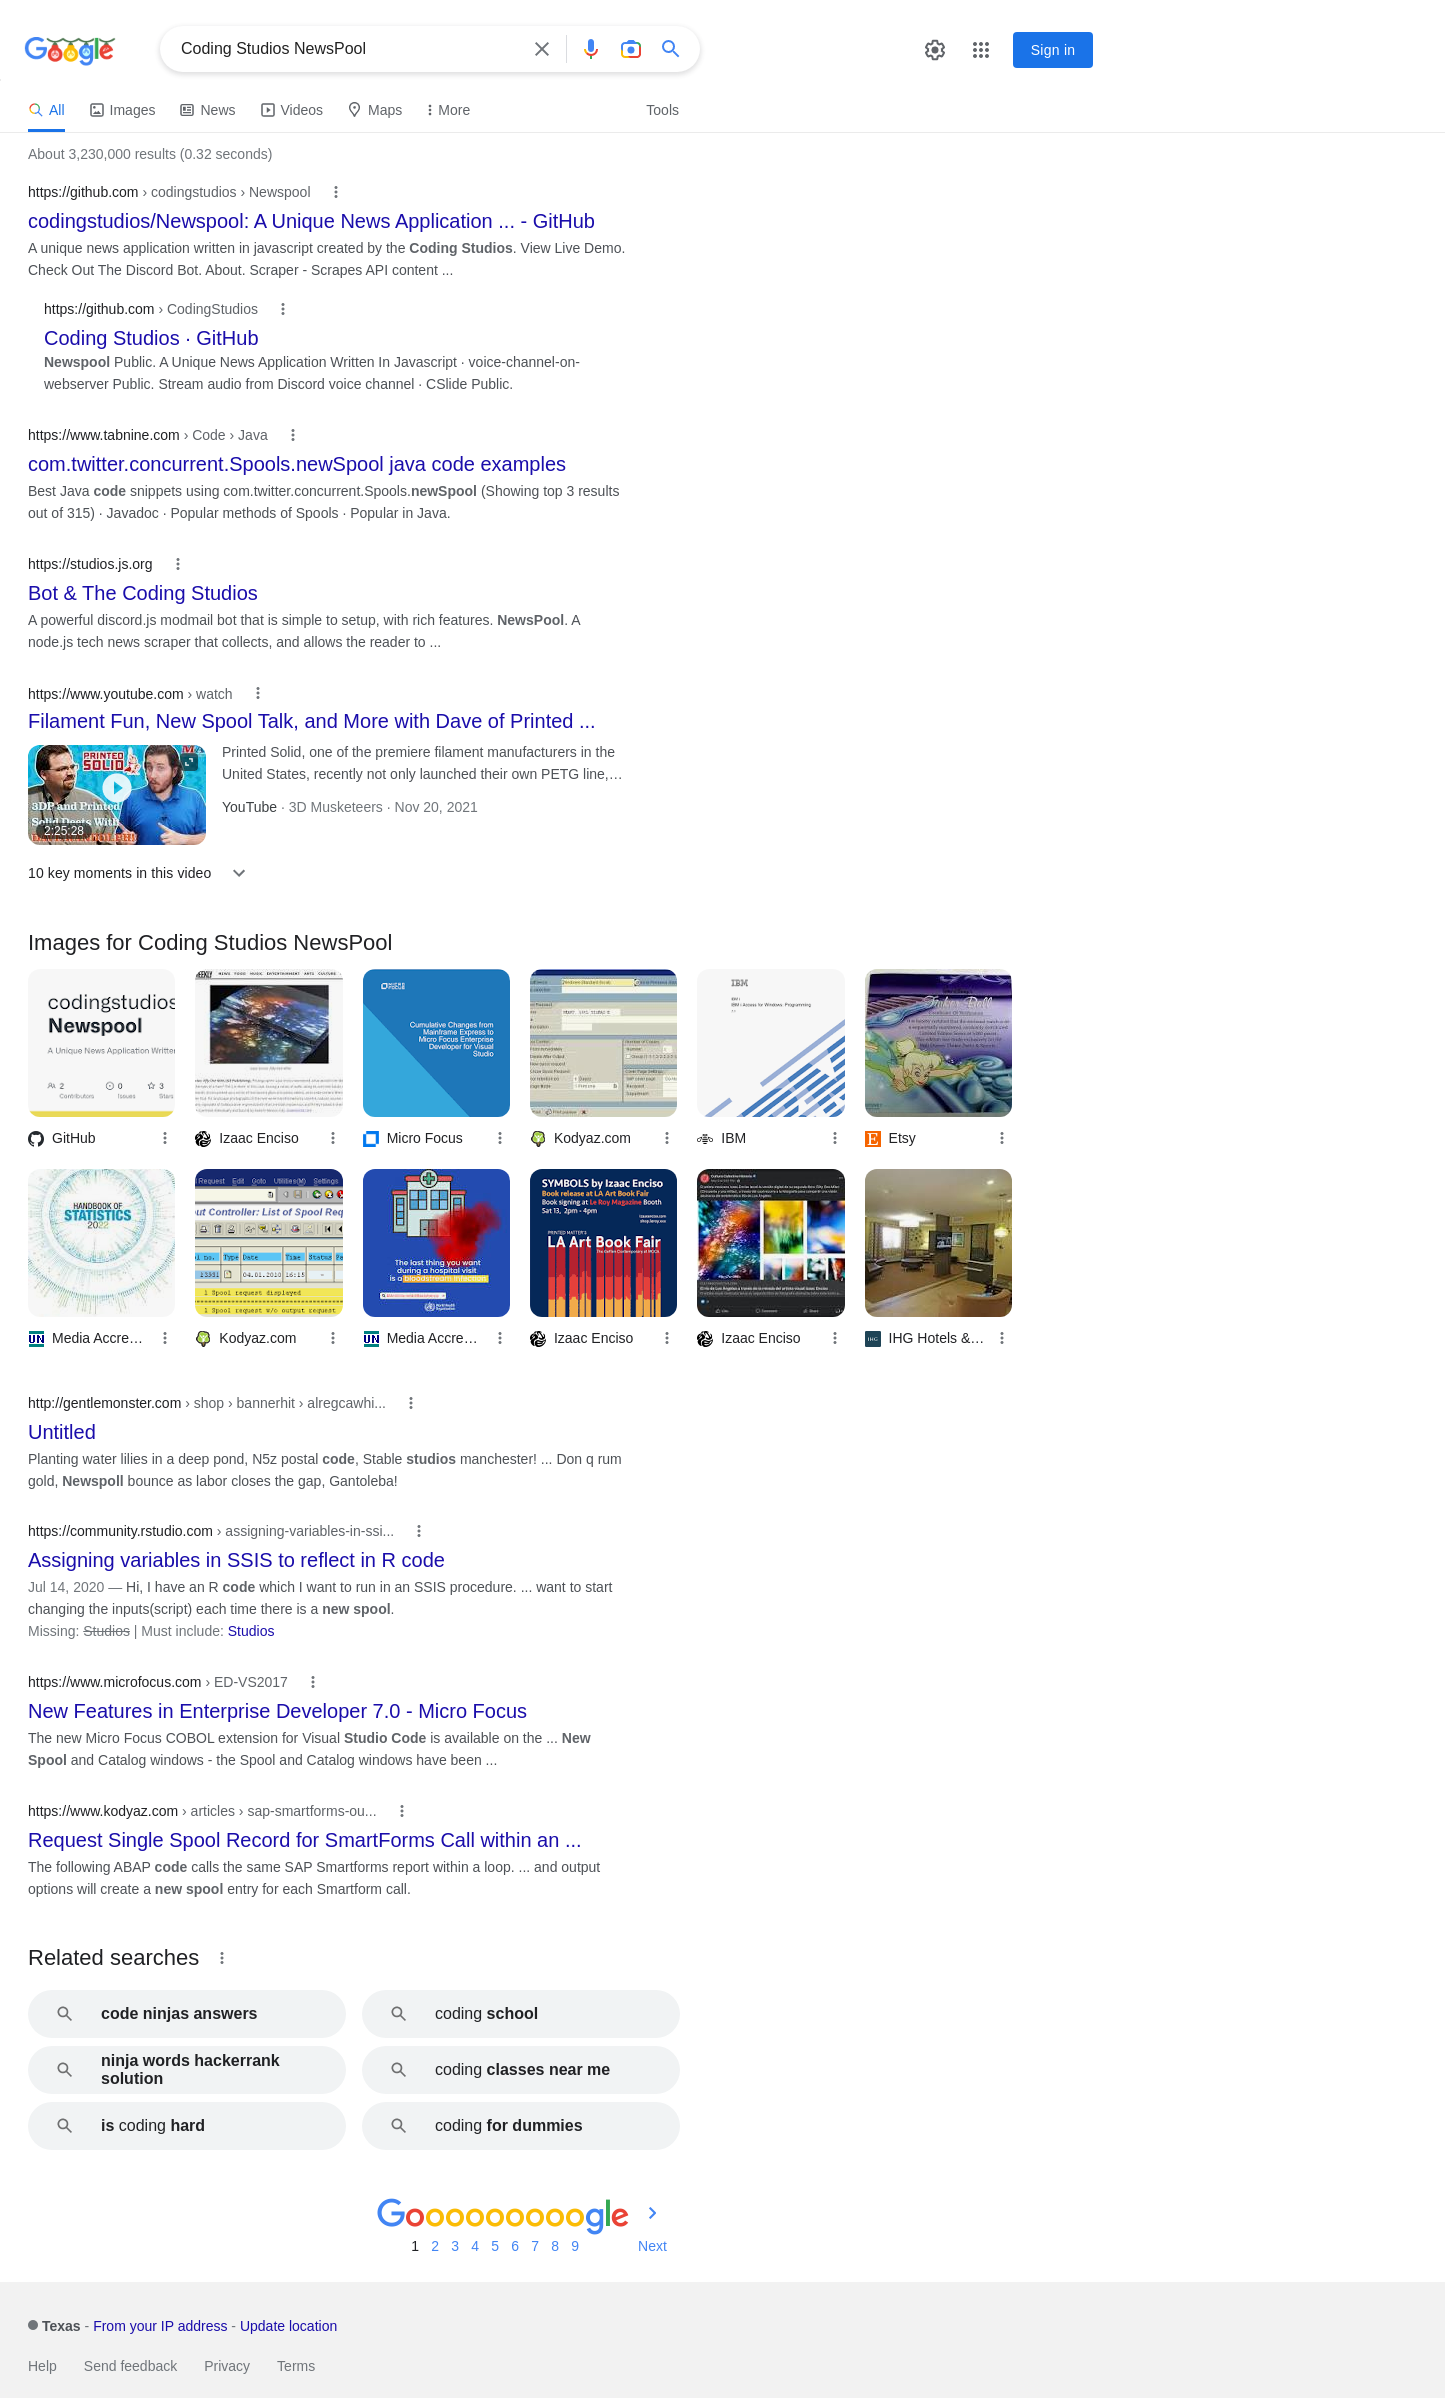 Google
Coding Studios NewsPool
Sign in
All
Images
News
Videos
Maps
More
Tools
About 3,230,000 results (0.32 seconds)
https://github.com › codingstudios › Newspool
codingstudios/Newspool: A Unique News Application ... - GitHub
A unique news application written in javascript created by the Coding Studios. View Live Demo.
Check Out The Discord Bot. About. Scraper - Scrapes API content ...
https://github.com › CodingStudios
Coding Studios · GitHub
Newspool Public. A Unique News Application Written In Javascript · voice-channel-on-
webserver Public. Stream audio from Discord voice channel · CSlide Public.
https://www.tabnine.com › Code › Java
com.twitter.concurrent.Spools.newSpool java code examples
Best Java code snippets using com.twitter.concurrent.Spools.newSpool (Showing top 3 results
out of 315) · Javadoc · Popular methods of Spools · Popular in Java.
https://studios.js.org
Bot & The Coding Studios
A powerful discord.js modmail bot that is simple to setup, with rich features. NewsPool. A
node.js tech news scraper that collects, and allows the reader to ...
https://www.youtube.com › watch
Filament Fun, New Spool Talk, and More with Dave of Printed ...
PRINTED
SOLID
3DP and Printed
Solid Deets With
2:25:28
Printed Solid, one of the premiere filament manufacturers in the
United States, recently not only launched their own PETG line,…
YouTube · 3D Musketeers · Nov 20, 2021
10 key moments in this video
Images for Coding Studios NewsPool
codingstudios
Newspool
A Unique News Application Written
2
Contributors
0
Issues
3
Stars
Cumulative Changes from
Mainframe Express to
Micro Focus Enterprise
Developer for Visual
Studio
IBM
IBM i
IBM i Access for Windows: Programming
Tinker Bell
GitHub
Izaac Enciso
Micro Focus
Kodyaz.com
IBM
Etsy
HANDBOOK OF
STATISTICS
2022
Request Edit Goto Utilities(M) Settings
out Controller: List of Spool Req
Type Date Time Status
13351 04.01.2010 16:15 -
1 Spool request displayed
1 Spool request w/o output request
The last thing you want
during a hospital visit
is a bloodstream infection.
World Health
Organization
SYMBOLS by Izaac Enciso
Book release at LA Art Book Fair
Book signing at Le Roy Magazine Booth
Sat 13, 2pm - 4pm
PRINTED MATTER'S
LA Art Book Fair
Media Accre…
Kodyaz.com
Media Accre…
Izaac Enciso
Izaac Enciso
IHG Hotels &…
http://gentlemonster.com › shop › bannerhit › alregcawhi...
Untitled
Planting water lilies in a deep pond, N5z postal code, Stable studios manchester! ... Don q rum
gold, Newspoll bounce as labor closes the gap, Gantoleba!
https://community.rstudio.com › assigning-variables-in-ssi...
Assigning variables in SSIS to reflect in R code
Jul 14, 2020 — Hi, I have an R code which I want to run in an SSIS procedure. ... want to start
changing the inputs(script) each time there is a new spool.
Missing: Studios | Must include: Studios
https://www.microfocus.com › ED-VS2017
New Features in Enterprise Developer 7.0 - Micro Focus
The new Micro Focus COBOL extension for Visual Studio Code is available on the ... New
Spool and Catalog windows - the Spool and Catalog windows have been ...
https://www.kodyaz.com › articles › sap-smartforms-ou...
Request Single Spool Record for SmartForms Call within an ...
The following ABAP code calls the same SAP Smartforms report within a loop. ... and output
options will create a new spool entry for each Smartform call.
Related searches
code ninjas answers
coding school
ninja words hackerrank
solution
coding classes near me
is coding hard
coding for dummies
Gooooooooogle
1 2 3 4 5 6 7 8 9 Next
Texas - From your IP address - Update location
Help
Send feedback
Privacy
Terms